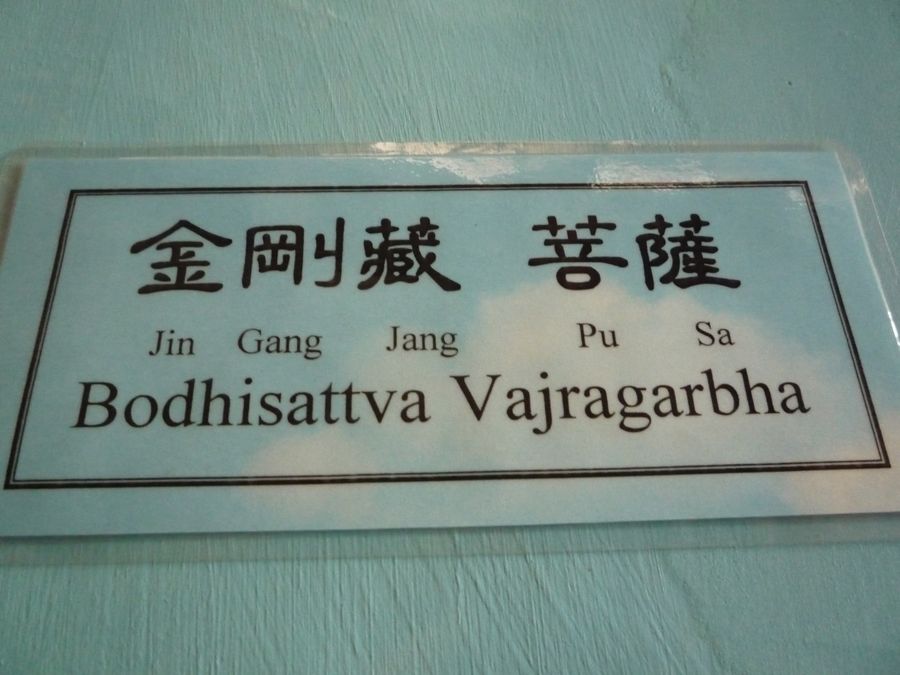 金剛藏 菩薩
Jin Gang Jang Pu Sa
Bodhisattva Vajragarbha